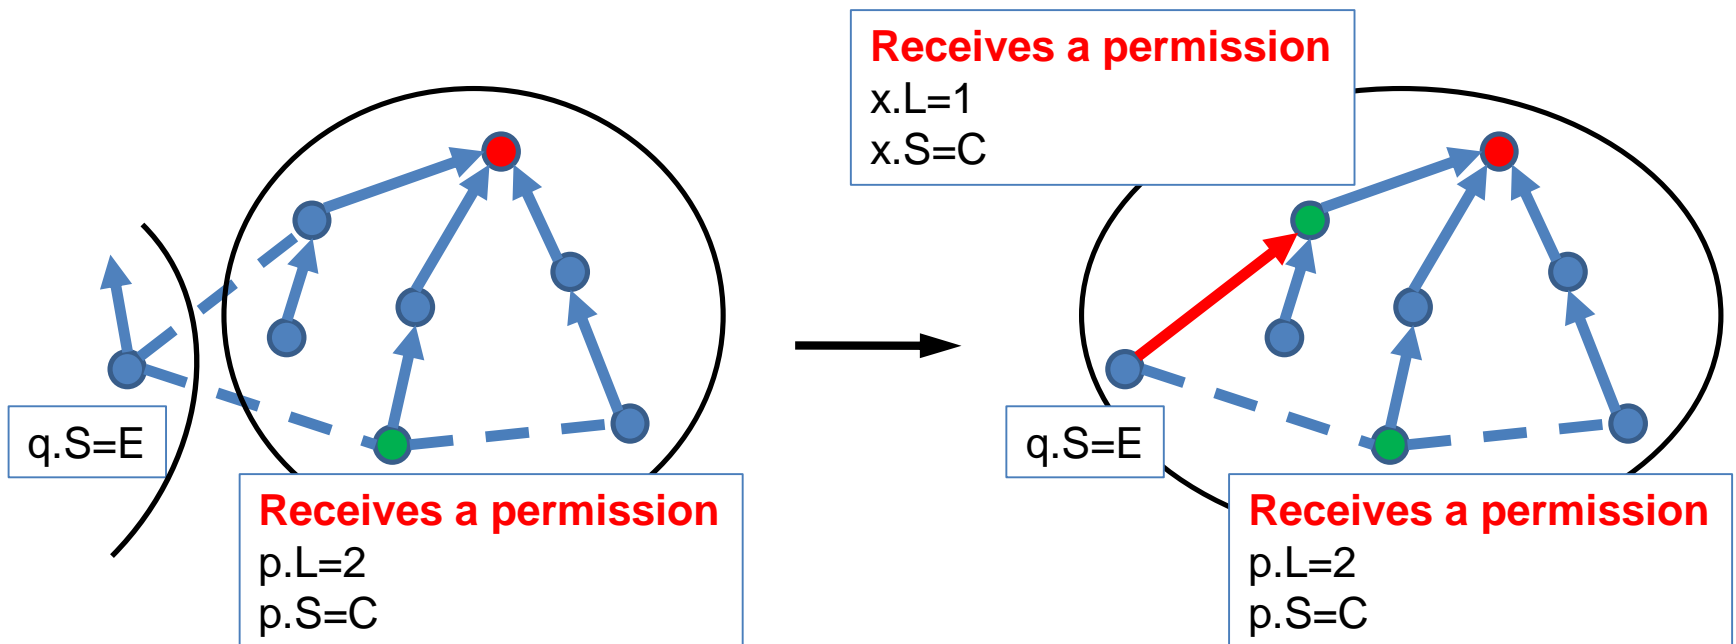 Receives a permission
x.L=1
x.S=C
q.S=E
Receives a permission
p.L=2
p.S=C
q.S=E
Receives a permission
p.L=2
p.S=C